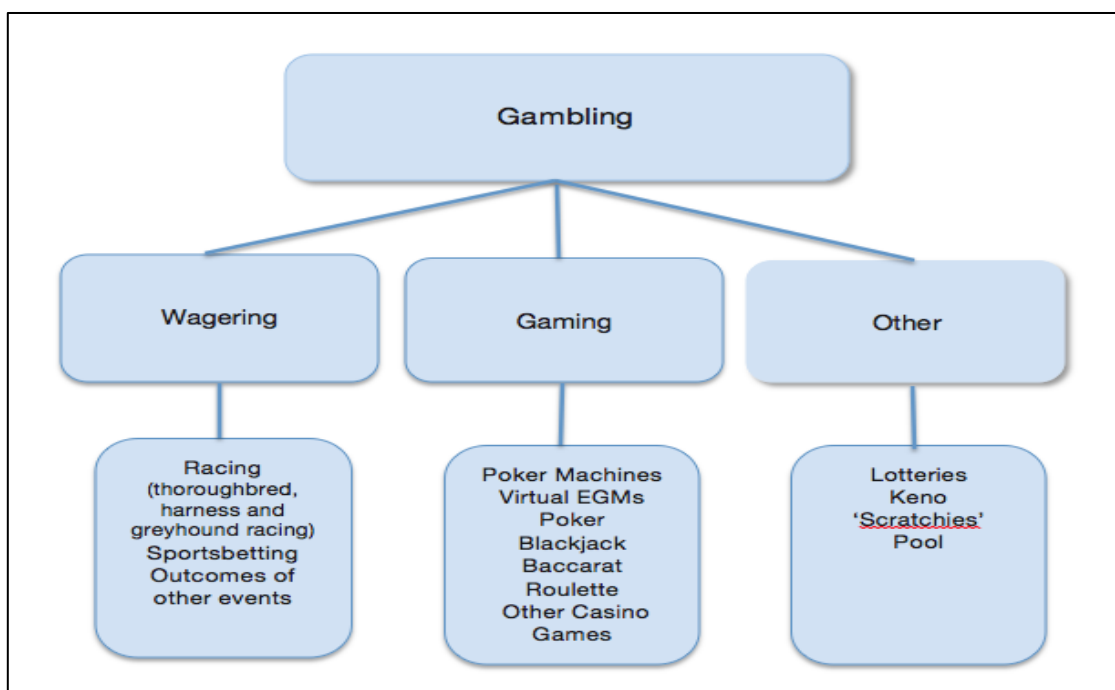 Gambling
Wagering
Gaming
Other
Racing
(thoroughbred,
harness and
greyhound racing)
Sportsbetting
Outcomes of
other events
Poker Machines
Virtual EGMs
Poker
Blackjack
Baccarat
Roulette
Other Casino
Games
Lotteries
Keno
‘Scratchies’
Pool